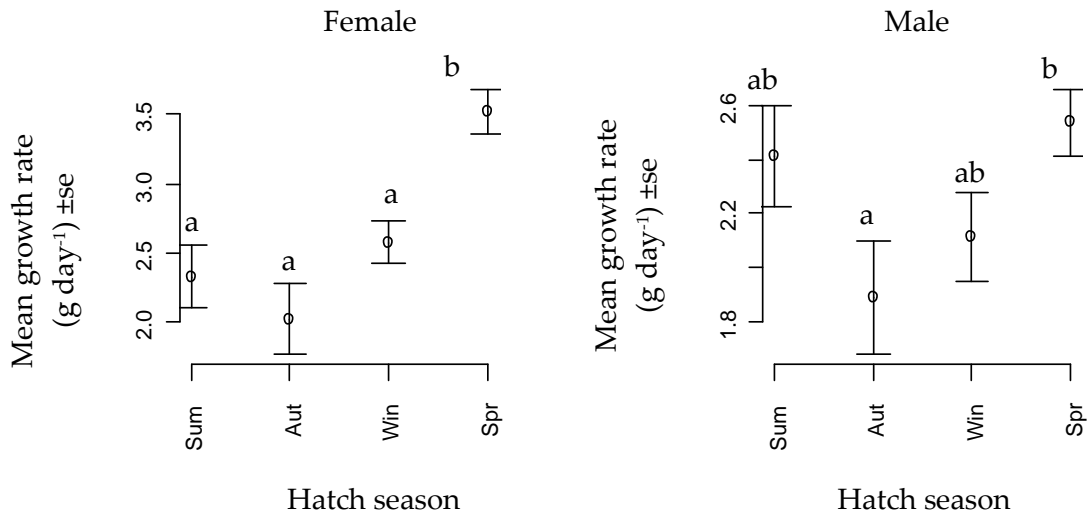 Female
Mean growth rate
(g day⁻¹) ±se
3.5
3.0
2.5
2.0
a
a
a
b
Sum
Aut
Win
Spr
Hatch season
Male
Mean growth rate
(g day⁻¹) ±se
2.6
2.2
1.8
ab
a
ab
b
Sum
Aut
Win
Spr
Hatch season